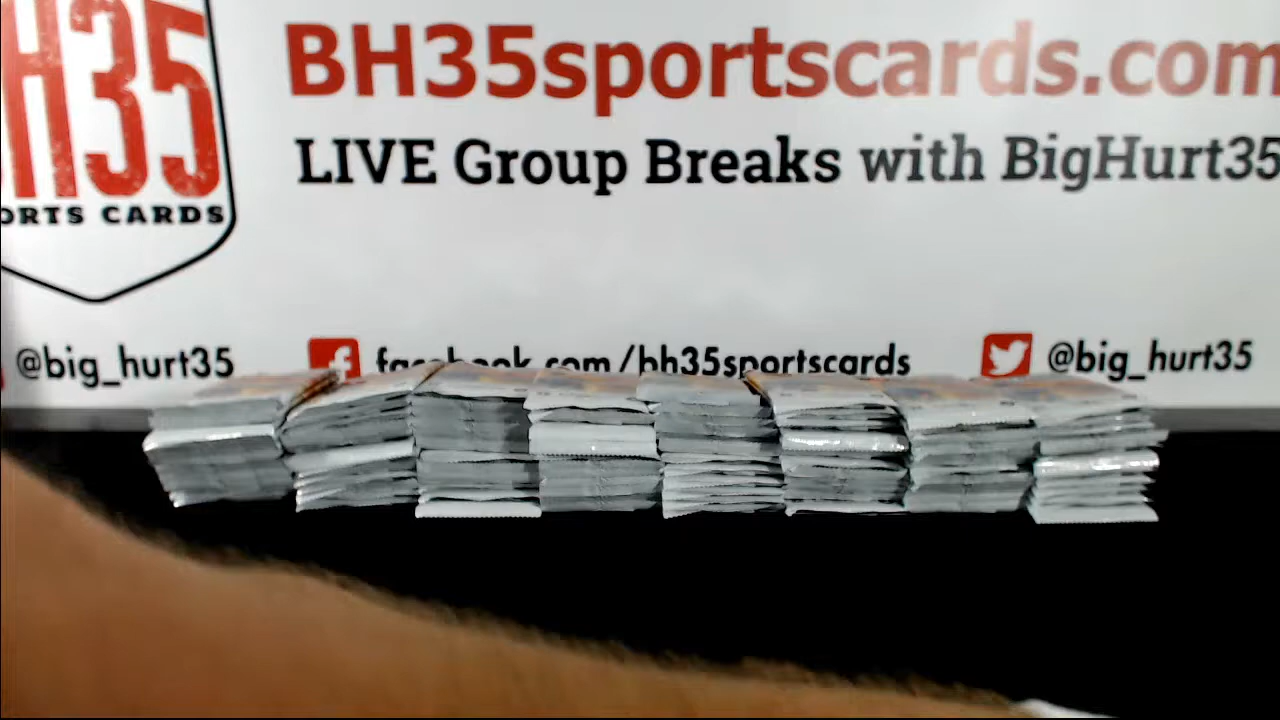 H35
ORTS CARDS
BH35sportscards.com
LIVE Group Breaks with BigHurt35
@big_hurt35
facebook.com/bh35sportscards
@big_hurt35